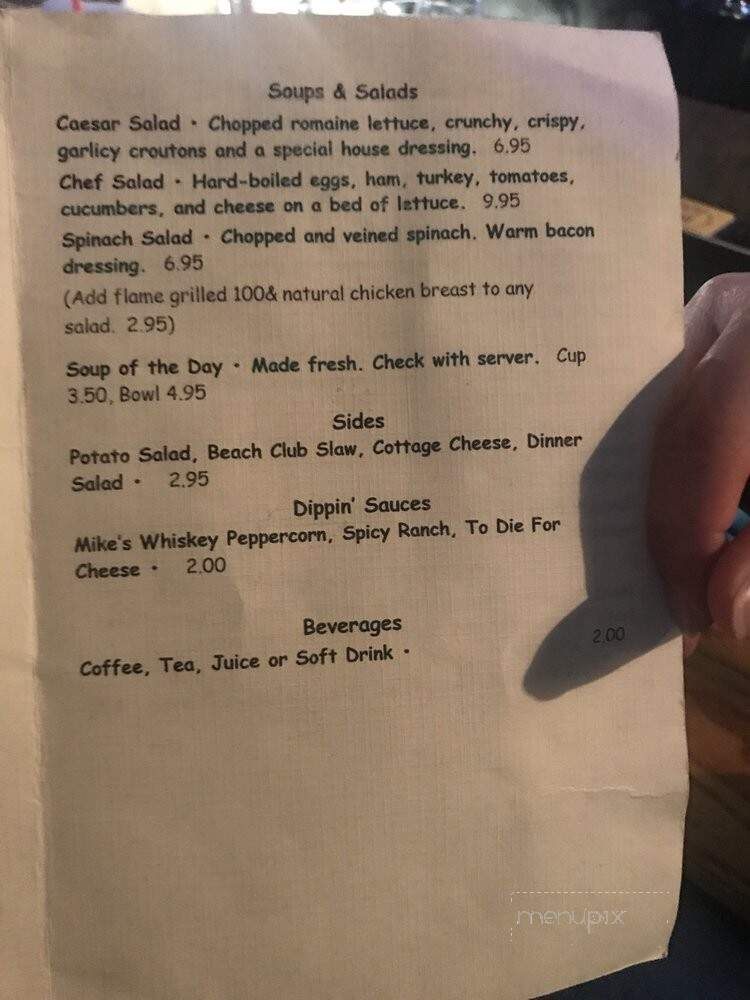 Soups & Salads
Caesar Salad • Chopped romaine lettuce, crunchy, crispy,
garlicy croutons and a special house dressing. 6.95
Chef Salad • Hard-boiled eggs, ham, turkey, tomatoes,
cucumbers, and cheese on a bed of lettuce. 9.95
Spinach Salad • Chopped and veined spinach. Warm bacon
dressing. 6.95
(Add flame grilled 100& natural chicken breast to any
salad. 2.95)
Soup of the Day • Made fresh. Check with server. Cup
3.50, Bowl 4.95
Sides
Potato Salad, Beach Club Slaw, Cottage Cheese, Dinner
Salad • 2.95
Dippin' Sauces
Mike's Whiskey Peppercorn, Spicy Ranch, To Die For
Cheese • 2.00
Beverages
2.00
Coffee, Tea, Juice or Soft Drink •
menupix